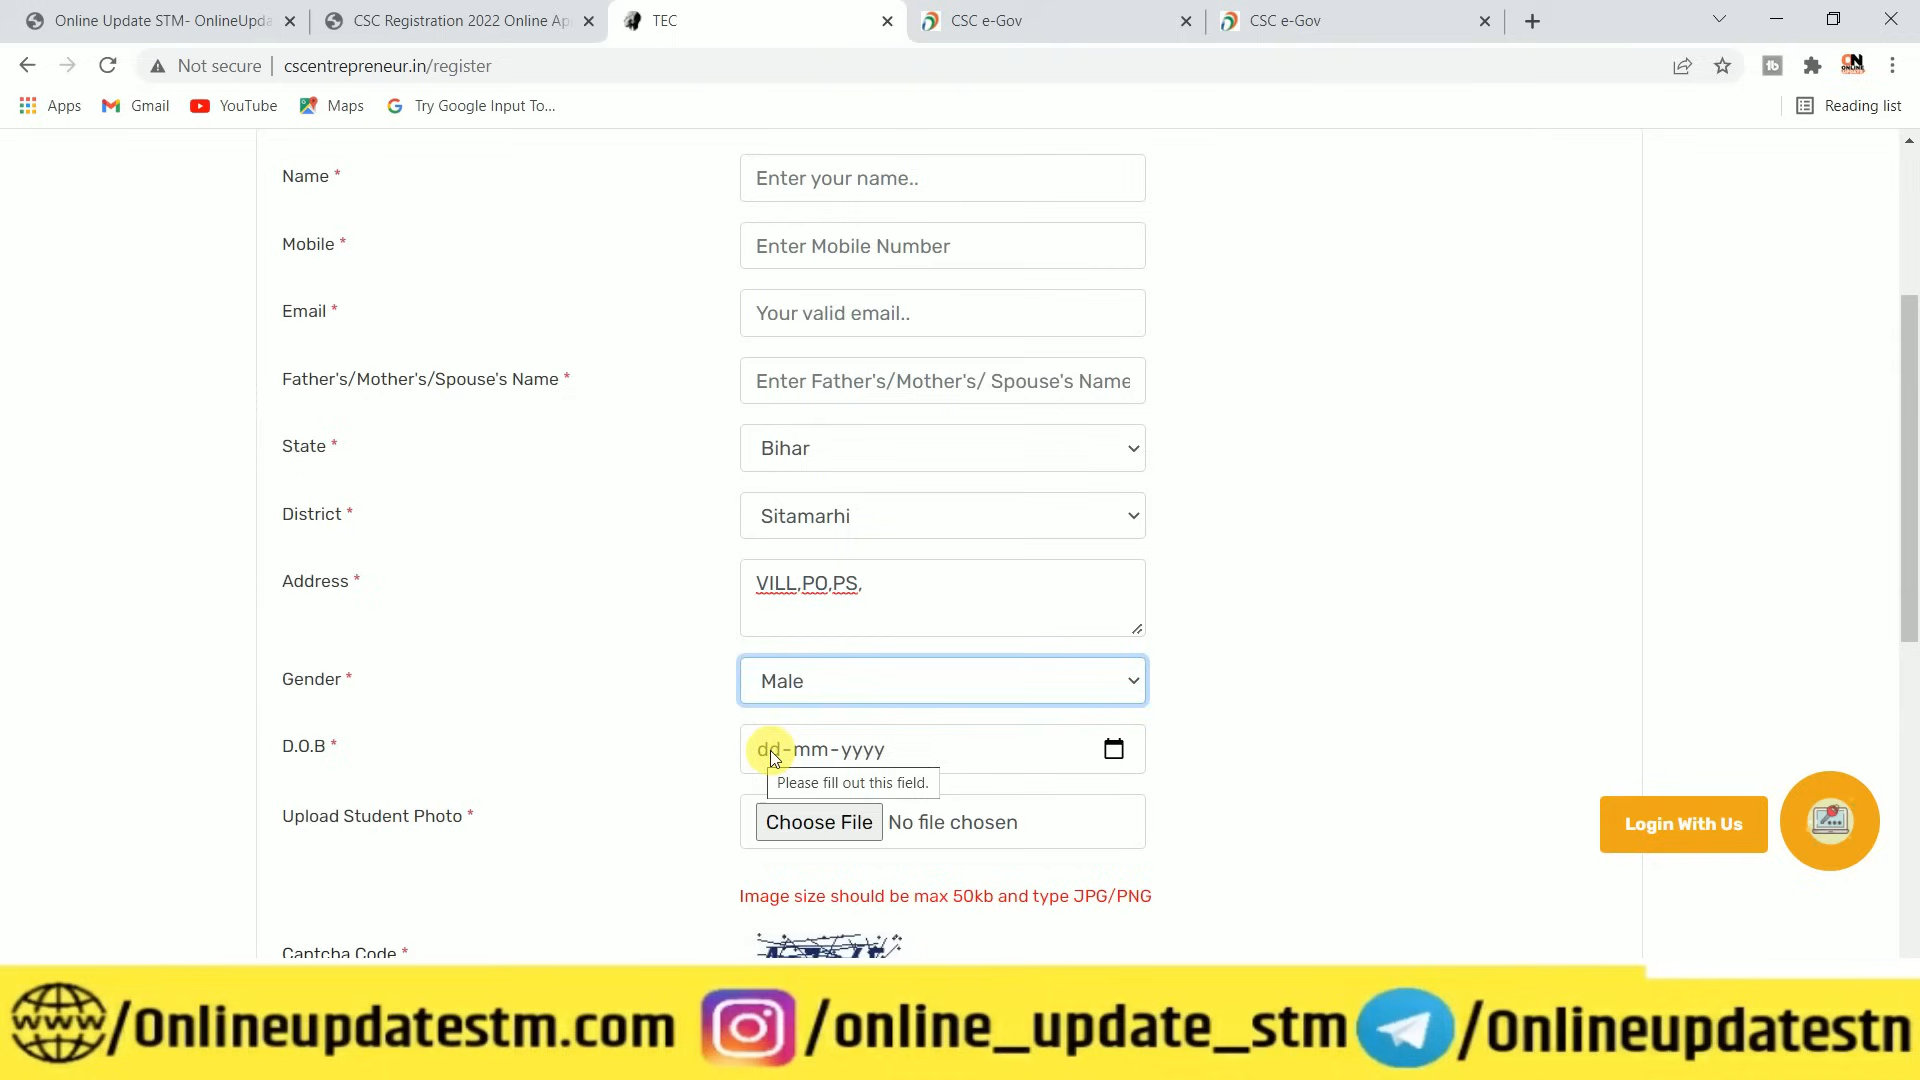 Online Update STM- OnlineUpda
CSC Registration 2022 Online Ap
TEC
CSC e-Gov
CSC e-Gov
Not secure
cscentrepreneur.in/register
Apps
Gmail
YouTube
Maps
Try Google Input To...
Reading list
Name *
Enter your name..
Mobile *
Enter Mobile Number
Email *
Your valid email..
Father's/Mother's/Spouse's Name *
Enter Father's/Mother's/ Spouse's Name
State *
Bihar
District *
Sitamarhi
Address *
VILL,PO,PS,
Gender *
Male
D.O.B *
dd-mm-yyyy
Please fill out this field.
Upload Student Photo *
Choose File No file chosen
Login With Us
Image size should be max 50kb and type JPG/PNG
Captcha Code *
www/Onlineupdatestm.com
/online_update_stm
/Onlineupdatestn